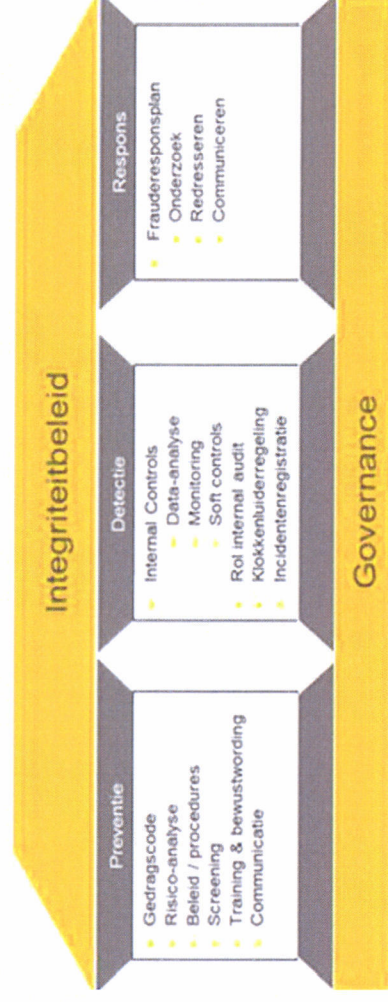 Integriteitbeleid
Preventie
Gedragscode
Risico-analyse
Beleid / procedures
Screening
Training & bewustwording
Communicatie
Detectie
Internal Controls
Data-analyse
Monitoring
Soft controls
Rol internal audit
Klokkenluiderregeling
Incidentenregistratie
Respons
Frauderesponsplan
Onderzoek
Redresseren
Communiceren
Governance